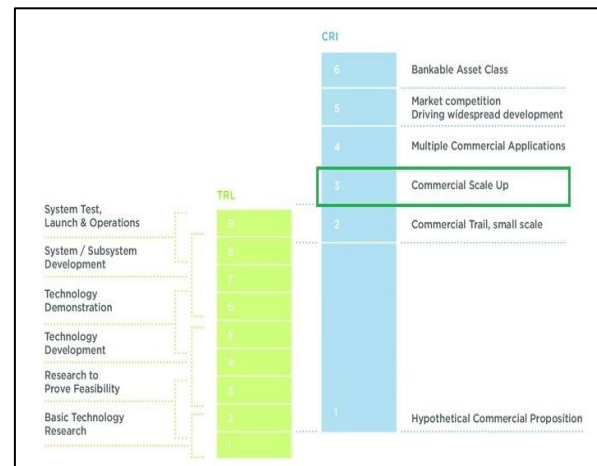 CRI
6 Bankable Asset Class
5 Market competition
Driving widespread development
4 Multiple Commercial Applications
3 Commercial Scale Up
2 Commercial Trail, small scale
1 Hypothetical Commercial Proposition
TRL
System Test,
Launch & Operations
System / Subsystem
Development
Technology
Demonstration
Technology
Development
Research to
Prove Feasibility
Basic Technology
Research
9
8
7
6
5
4
3
2
1